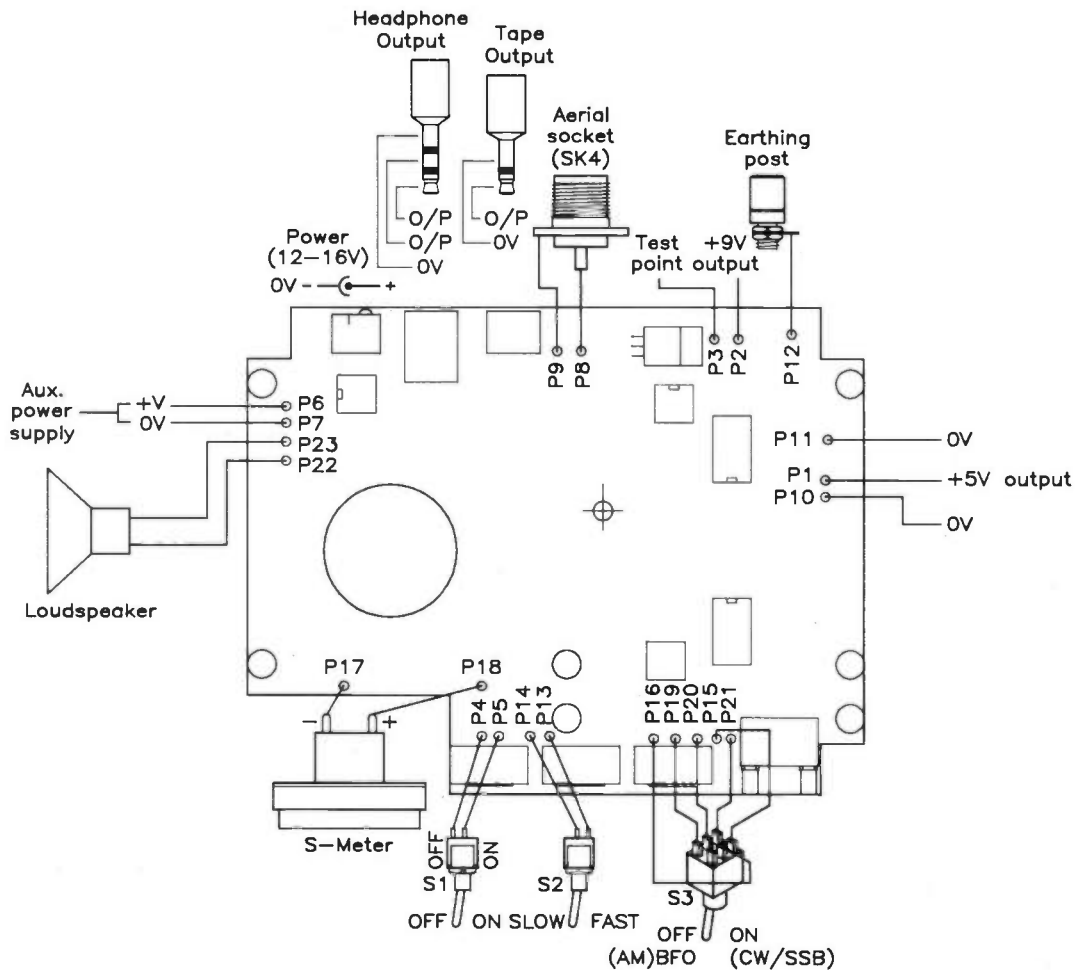 Headphone
Output
Tape
Output
Aerial
socket
(SK4)
Earthing
post
O/P
O/P
0V
O/P
0V
Power
(12–16V)
0V - +
Test
point
+9V
output
P9
P8
P3
P2
P12
Aux.
power
supply
+V
0V
P6
P7
P23
P22
P11
0V
P1
+5V output
P10
0V
Loudspeaker
P17
P18
- +
P4
P5
P14
P13
P16
P19
P20
P15
P21
S-Meter
OFF
ON
S1
S2
S3
OFF ON
SLOW FAST
OFF ON
(AM)BFO (CW/SSB)